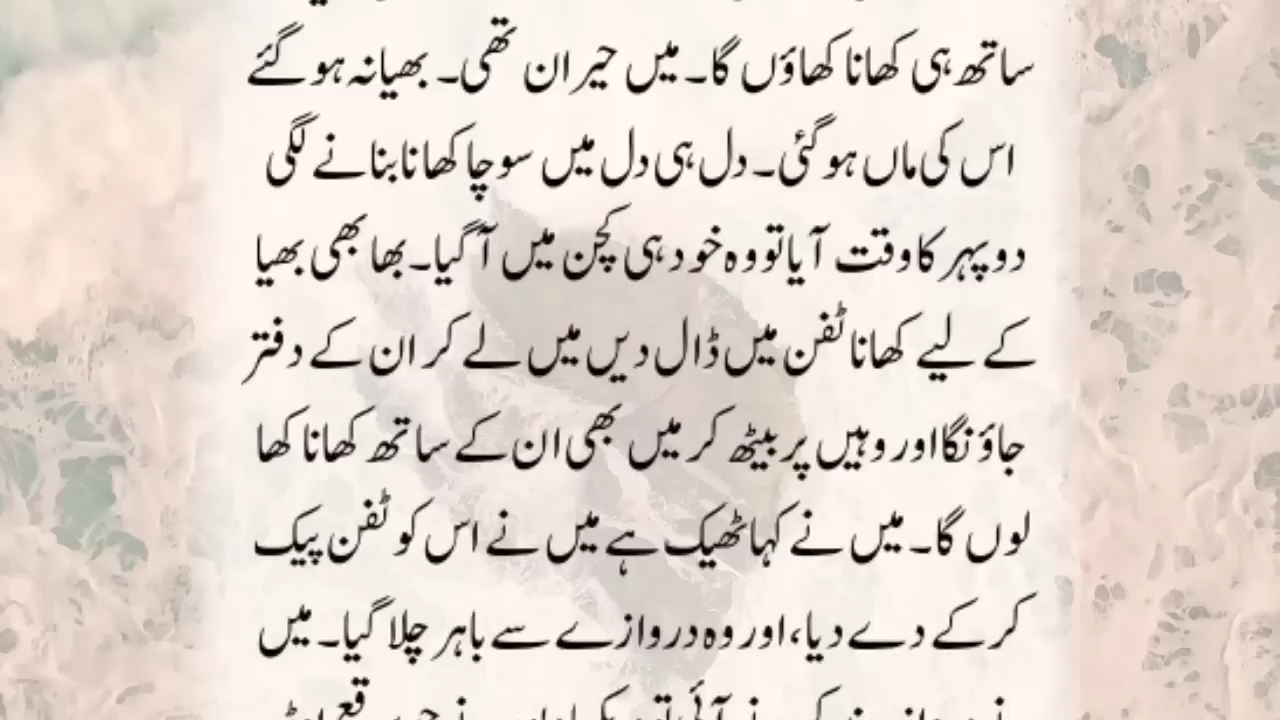 ساتھ ہی کھانا کھاؤں گا۔ میں حیران تھی۔ بھیانہ ہو گئے
اس کی ماں ہو گئی۔ دل ہی دل میں سوچا کھانا بنانے لگی
دوپہر کا وقت آیا تو وہ خود ہی کچن میں آگیا۔ بھا بھی بھیا
کے لیے کھانا ٹفن میں ڈال دیں میں لے کر ان کے دفتر
جاؤنگا اور وہیں پر بیٹھ کر میں بھی ان کے ساتھ کھانا کھا
لوں گا۔ میں نے کہا ٹھیک ہے میں نے اس کو ٹفن پیک
کر کے دے دیا، اور وہ دروازے سے باہر چلا گیا۔ میں